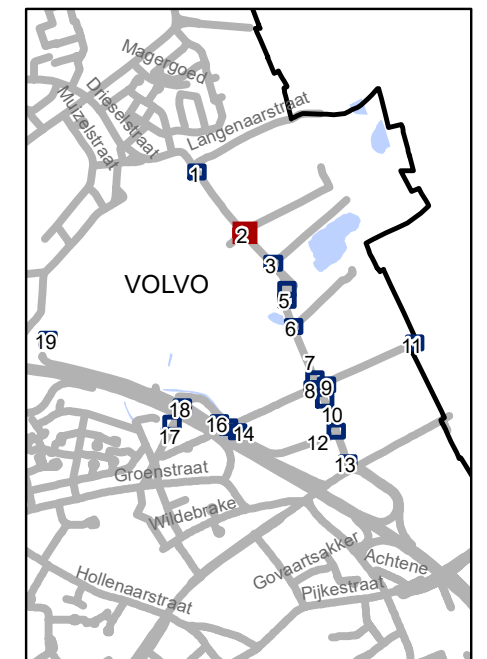 Magergoed
Drieselstraat
Muizelstraat
Langenaarstraat
1
2
3
VOLVO
5
6
19
11
7
8
9
18
10
16
17
14
12
13
Groenstraat
Wildebrake
Govaartsakker
Achtene
Hollenaarstraat
Pijkestraat